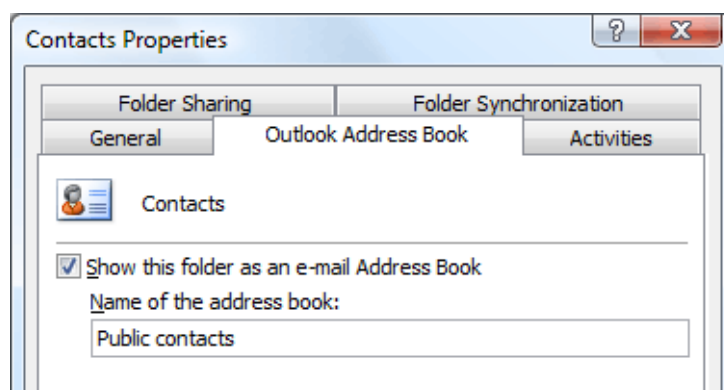 Contacts Properties
Folder Sharing Folder Synchronization
General Outlook Address Book Activities
Contacts
Show this folder as an e-mail Address Book
Name of the address book:
Public contacts